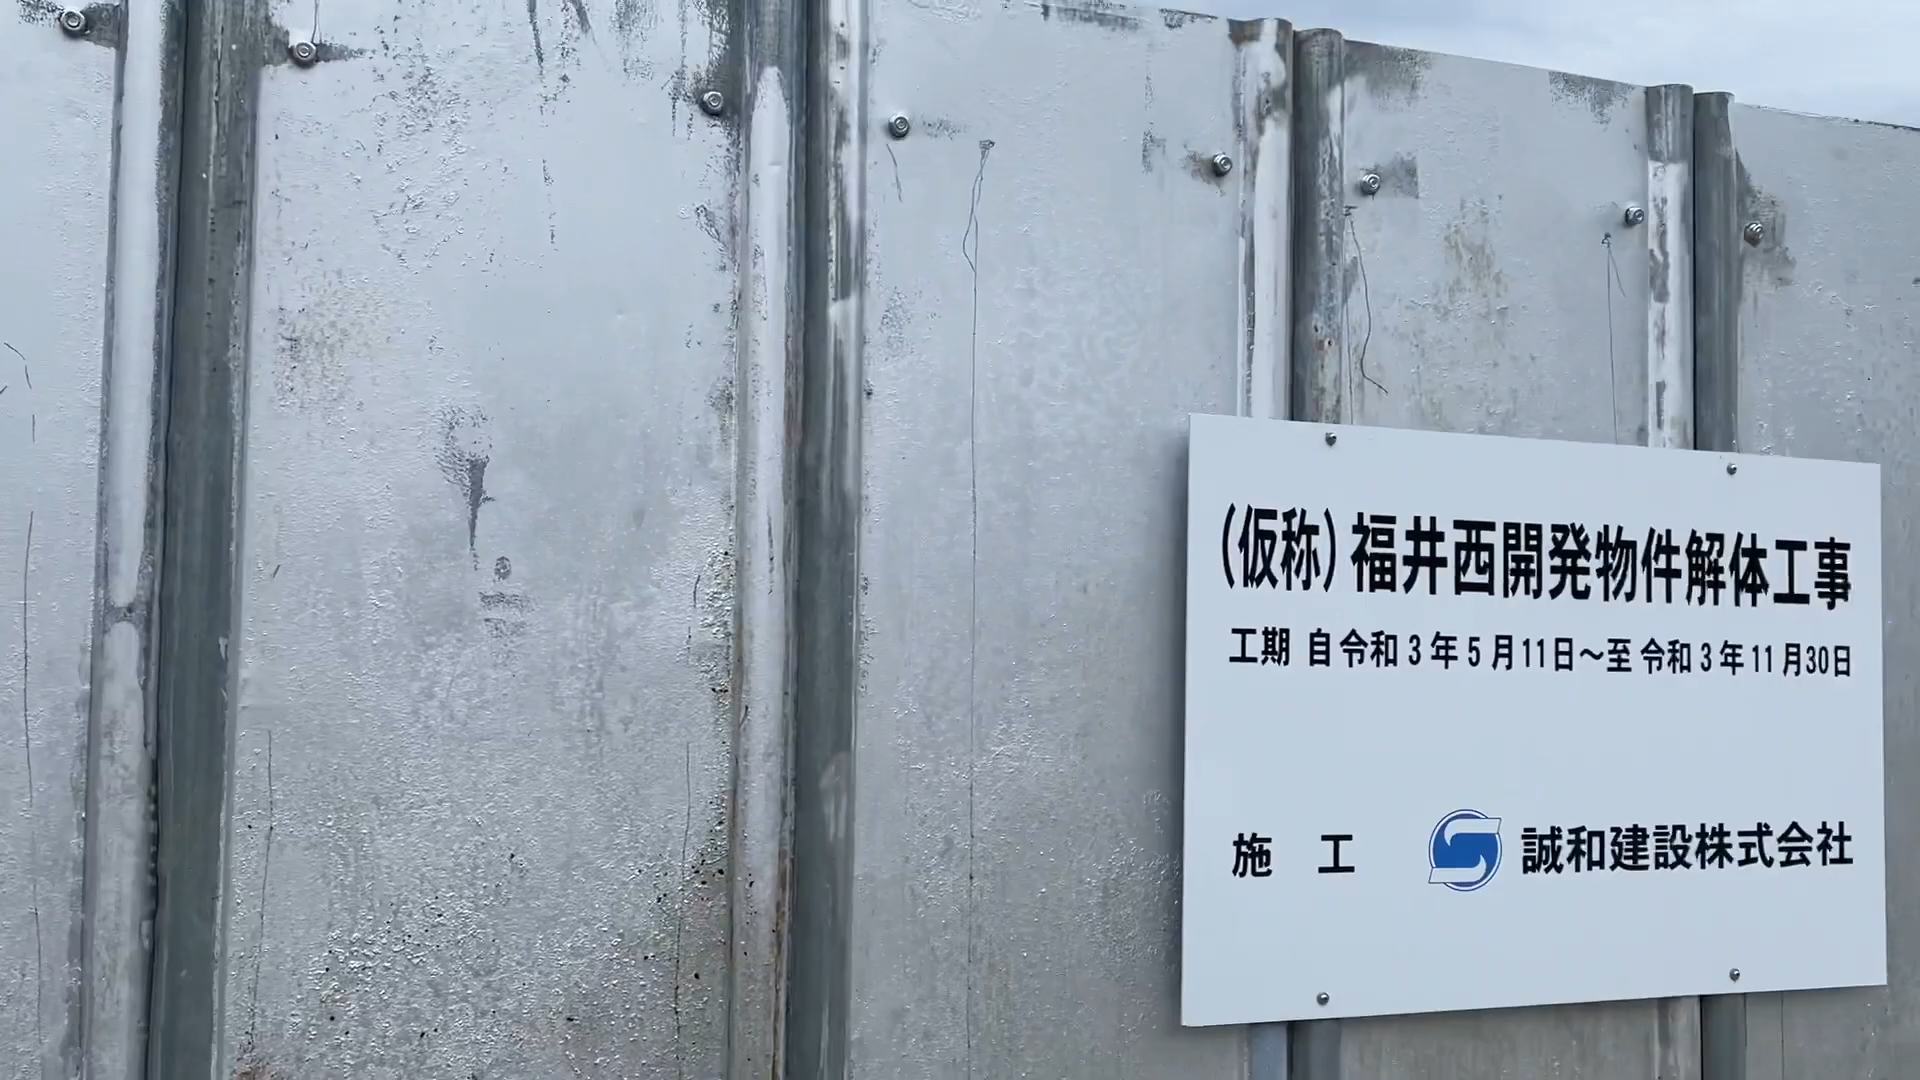 (仮称)福井西開発物件解体工事
工期 自令和3年5月11日～至令和3年11月30日
施 工 誠和建設株式会社